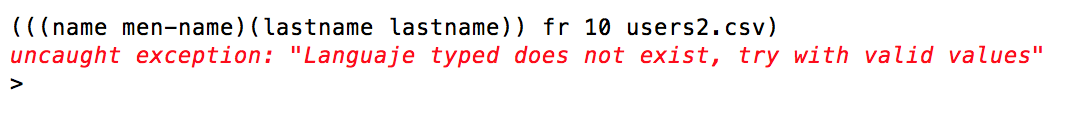 (((name men-name)(lastname lastname)) fr 10 users2.csv)
uncaught exception: "Languaje typed does not exist, try with valid values"
>